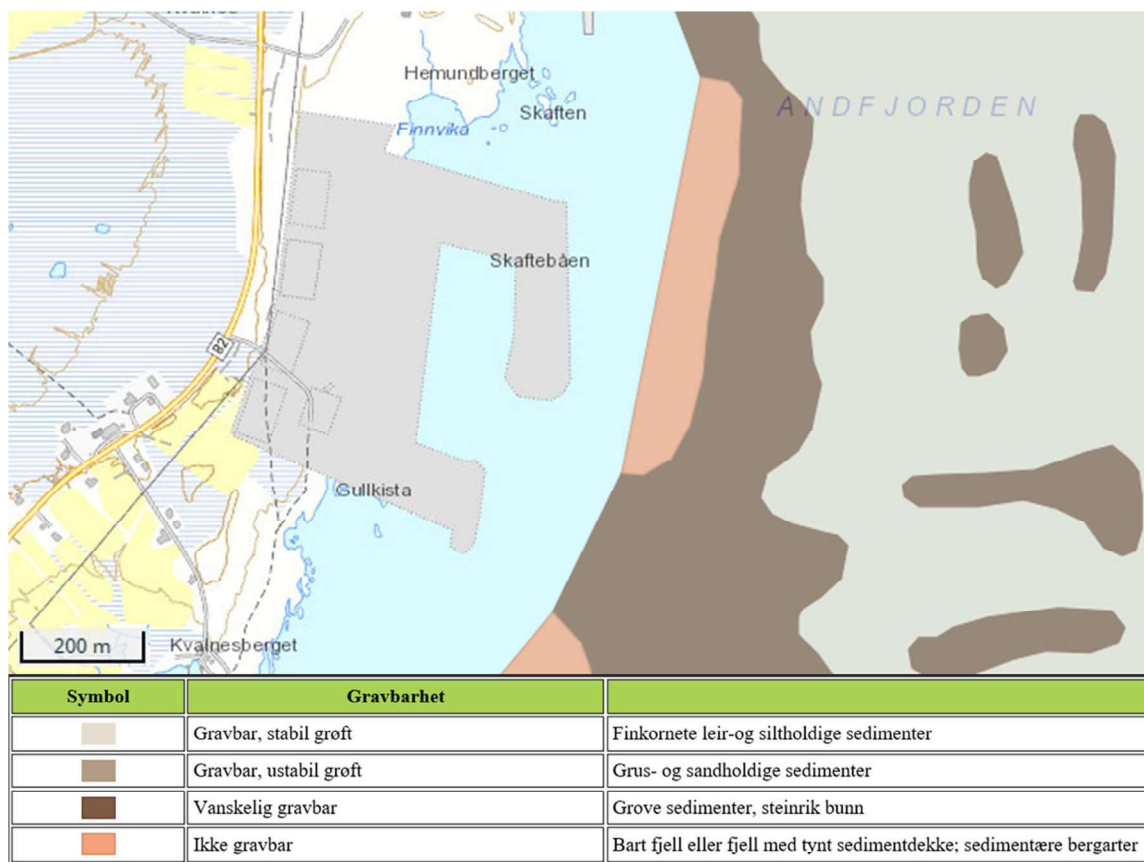 Hemundberget
Skaften
Finnvika
ANDFJORDEN
Skaftebåen
82
Gullkista
200 m
Kvalnesberget
Symbol Gravbarhet
Gravbar, stabil grøft Finkornete leir-og siltholdige sedimenter
Gravbar, ustabil grøft Grus- og sandholdige sedimenter
Vanskelig gravbar Grove sedimenter, steinrik bunn
Ikke gravbar Bart fjell eller fjell med tynt sedimentdekke; sedimentære bergarter